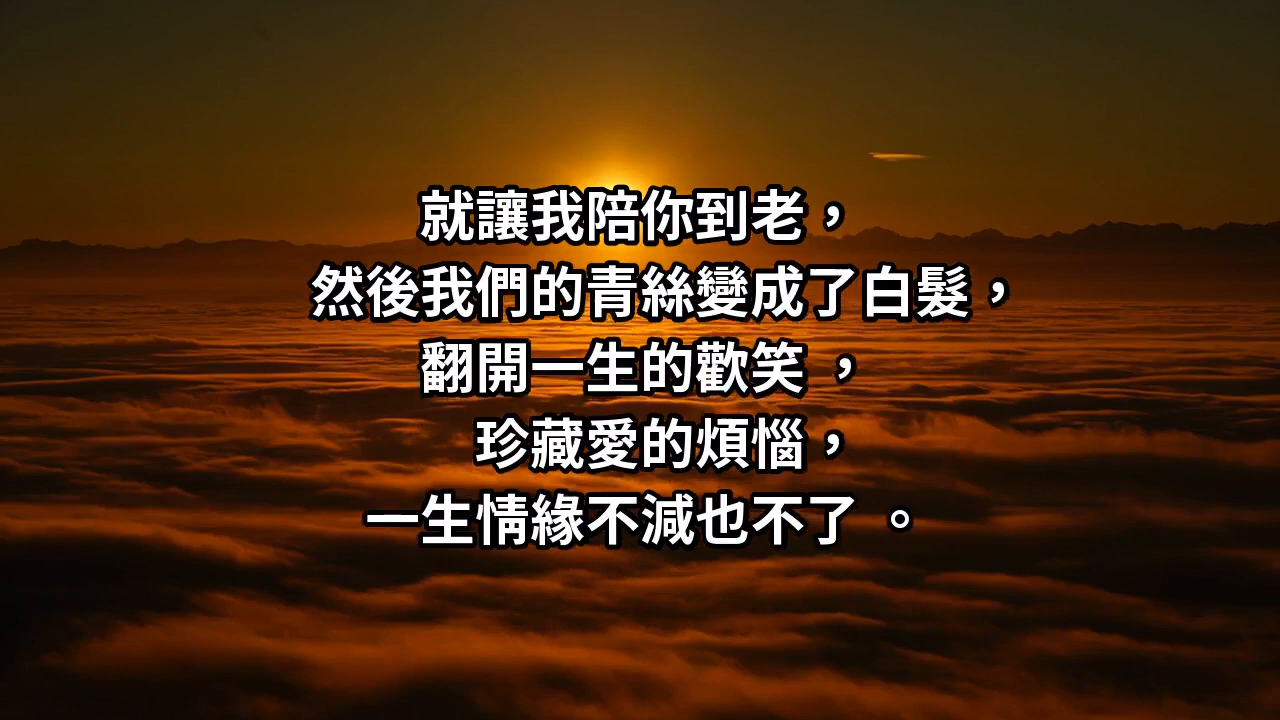 就讓我陪你到老，
然後我們的青絲變成了白髮，
翻開一生的歡笑 ，
珍藏愛的煩惱，
一生情緣不減也不了 。